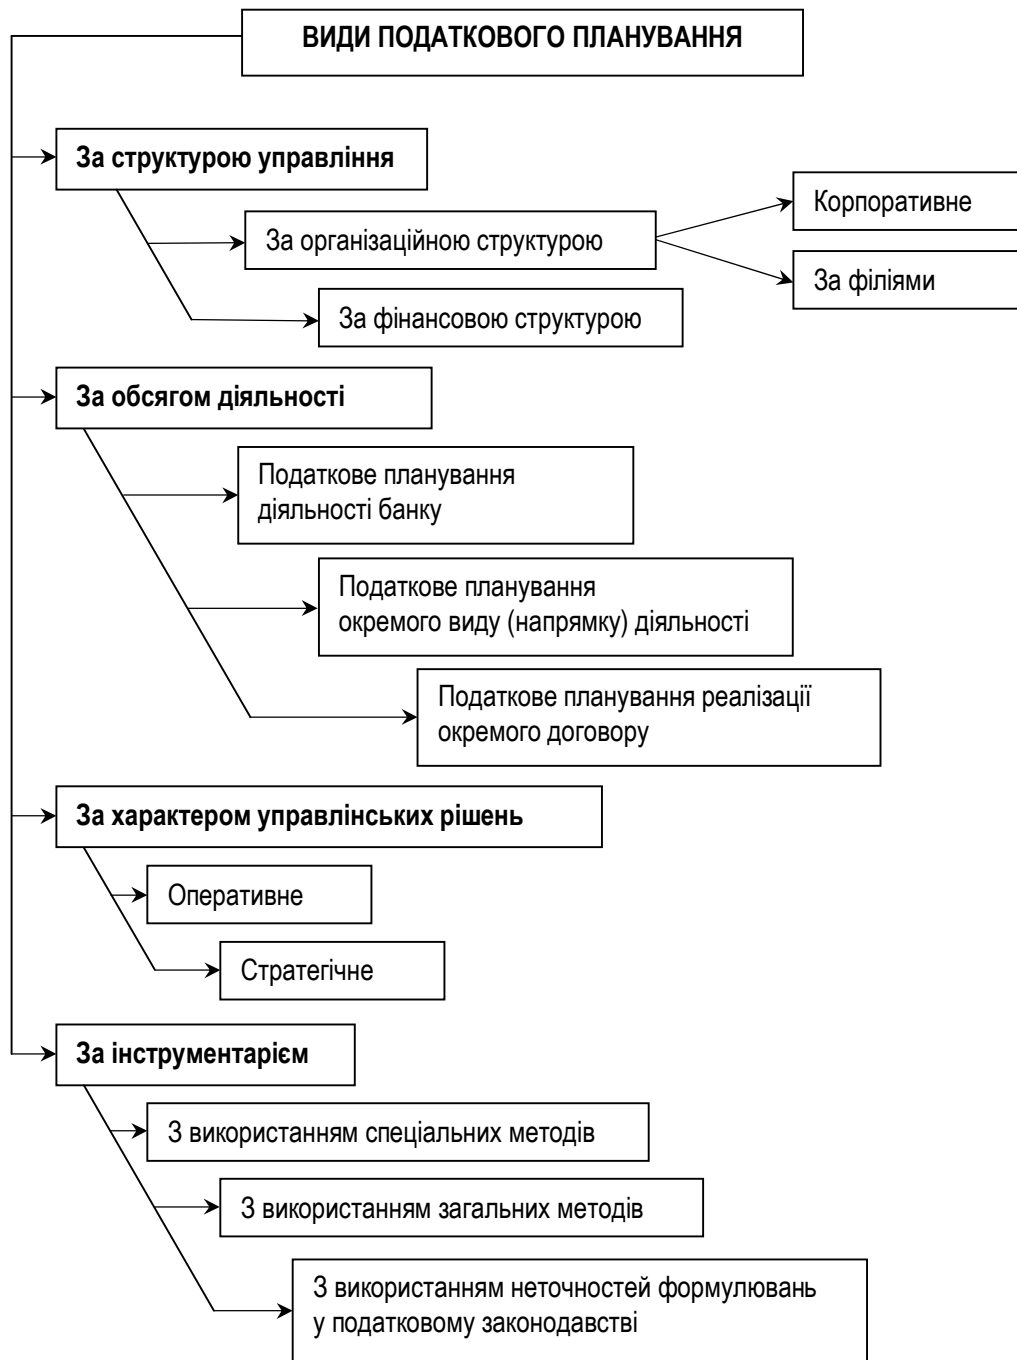 ВИДИ ПОДАТКОВОГО ПЛАНУВАННЯ
За структурою управління
За організаційною структурою
Корпоративне
За філіями
За фінансовою структурою
За обсягом діяльності
Податкове планування
діяльності банку
Податкове планування
окремого виду (напрямку) діяльності
Податкове планування реалізації
окремого договору
За характером управлінських рішень
Оперативне
Стратегічне
За інструментарієм
З використанням спеціальних методів
З використанням загальних методів
З використанням неточностей формулювань
у податковому законодавстві